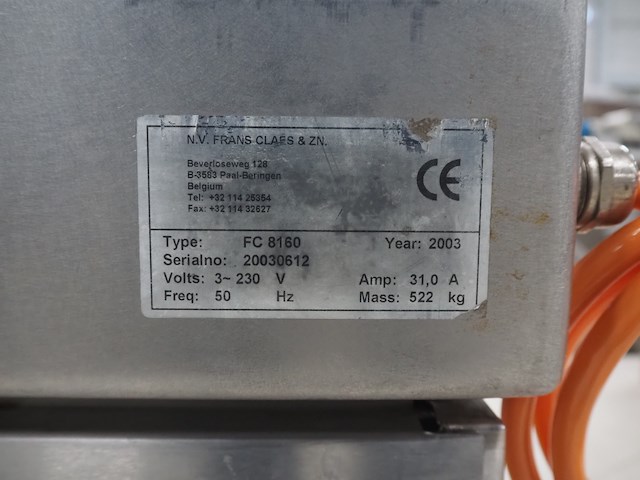 N.V. FRANS CLAES & ZN.
Beverloseweg 128
B-3583 Paal-Beringen
Belgium
Tel: +32 114 25354
Fax: +32 114 32627
CE
Type: FC 8160 Year: 2003
Serialno: 20030612
Volts: 3~ 230 V Amp: 31,0 A
Freq: 50 Hz Mass: 522 kg